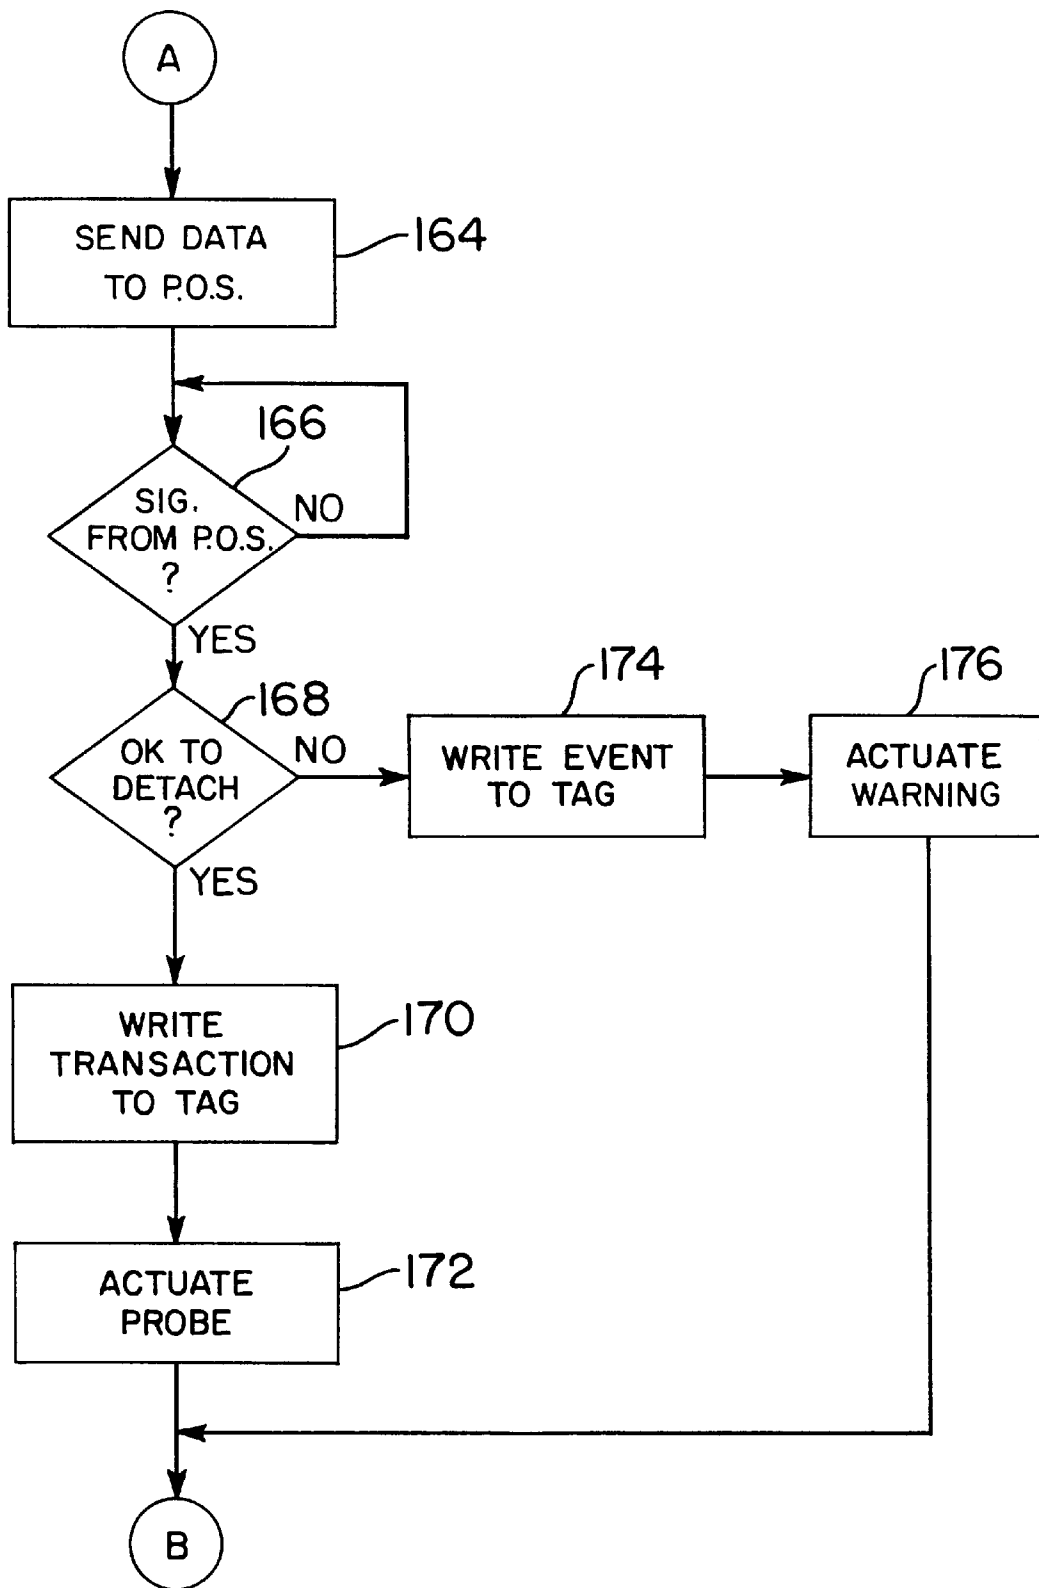 A
SEND DATA
TO P.O.S.
164
166
SIG.
FROM P.O.S.
?
NO
YES
168
OK TO
DETACH
?
NO
174
WRITE EVENT
TO TAG
176
ACTUATE
WARNING
YES
WRITE
TRANSACTION
TO TAG
170
ACTUATE
PROBE
172
B